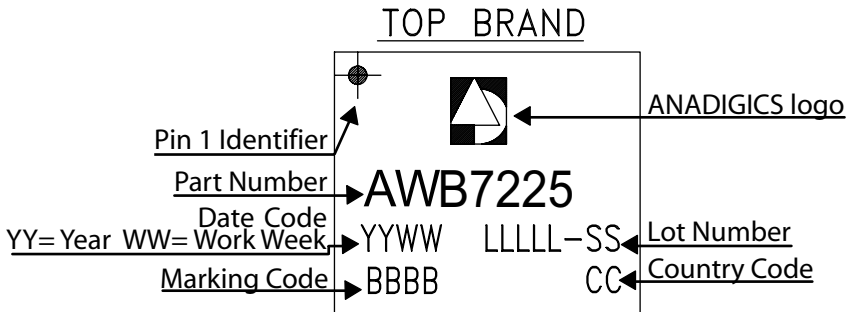 TOP BRAND
ANADIGICS logo
Pin 1 Identifier
Part Number
AWB7225
Date Code
YY= Year WW= Work Week
YYWW LLLLL-SS
Lot Number
Marking Code
BBBB CC
Country Code